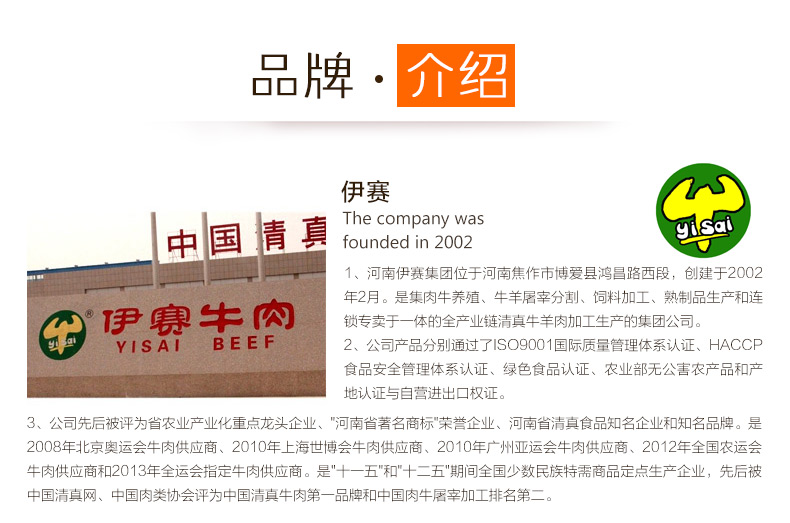 品牌·介绍
伊赛
The company was
founded in 2002
yiSai
中国清真
伊赛牛肉
®
YISAI BEEF
yiSai
1、河南伊赛集团位于河南焦作市博爱县鸿昌路西段，创建于2002
年2月。是集肉牛养殖、牛羊屠宰分割、饲料加工、熟制品生产和连
锁专卖于一体的全产业链清真牛羊肉加工生产的集团公司。
2、公司产品分别通过了ISO9001国际质量管理体系认证、HACCP
食品安全管理体系认证、绿色食品认证、农业部无公害农产品和产
地认证与自营进出口权证。
3、公司先后被评为省农业产业化重点龙头企业、"河南省著名商标"荣誉企业、河南省清真食品知名企业和知名品牌。是
2008年北京奥运会牛肉供应商、2010年上海世博会牛肉供应商、2010年广州亚运会牛肉供应商、2012年全国农运会
牛肉供应商和2013年全运会指定牛肉供应商。是"十一五"和"十二五"期间全国少数民族特需商品定点生产企业，先后被
中国清真网、中国肉类协会评为中国清真牛肉第一品牌和中国肉牛屠宰加工排名第二。